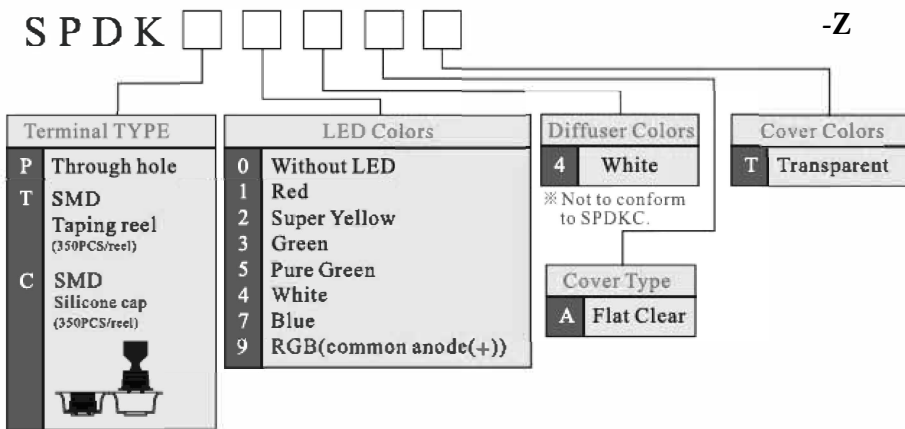 SPDK -Z
Terminal TYPE
P Through hole
T SMD
Taping reel
(350PCS/reel)
C SMD
Silicone cap
(350PCS/reel)
LED Colors
0 Without LED
1 Red
2 Super Yellow
3 Green
5 Pure Green
4 White
7 Blue
9 RGB(common anode(+))
Diffuser Colors
4 White
※Not to conform
to SPDKC.
Cover Type
A Flat Clear
Cover Colors
T Transparent